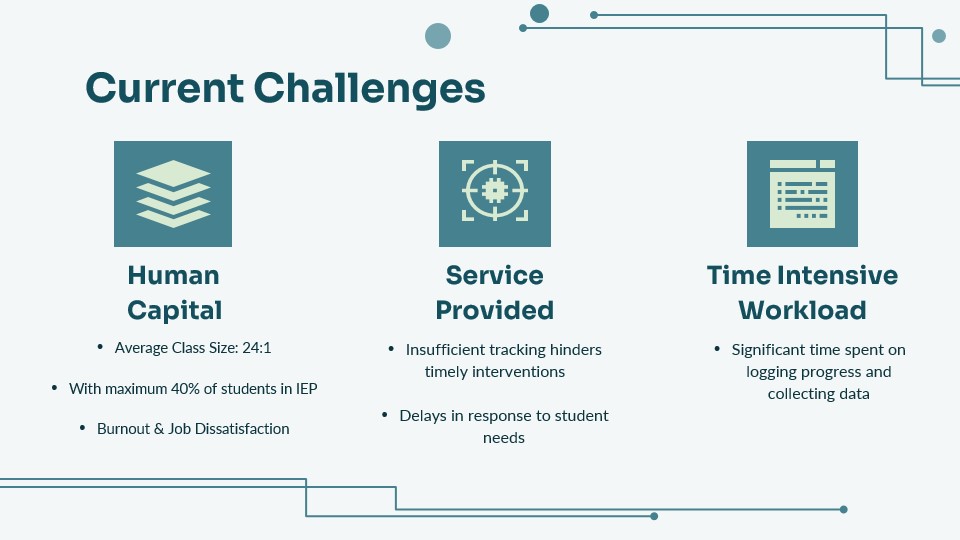 Current Challenges
Human
Capital
• Average Class Size: 24:1
• With maximum 40% of students in IEP
• Burnout & Job Dissatisfaction
Service
Provided
• Insufficient tracking hinders
timely interventions
• Delays in response to student
needs
Time Intensive
Workload
• Significant time spent on
logging progress and
collecting data